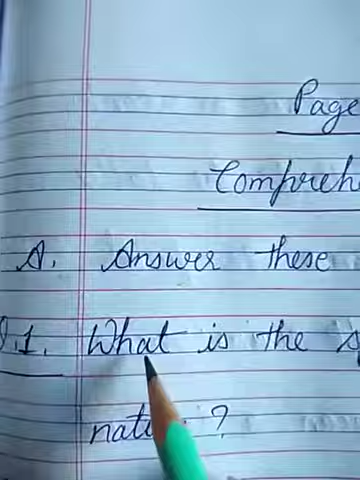 Page
Compreh
A. Answer these
Q.1. What is the s
nat ?